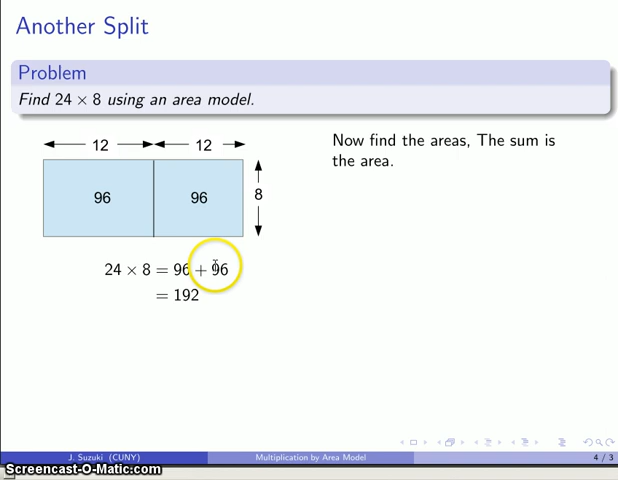 Another Split
Problem
Find 24 × 8 using an area model.
12 12
Now find the areas, The sum is
the area.
96 96 8
24 × 8 = 96 + 96
= 192
J. Suzuki (CUNY) Multiplication by Area Model 4 / 3
Screencast-O-Matic.com